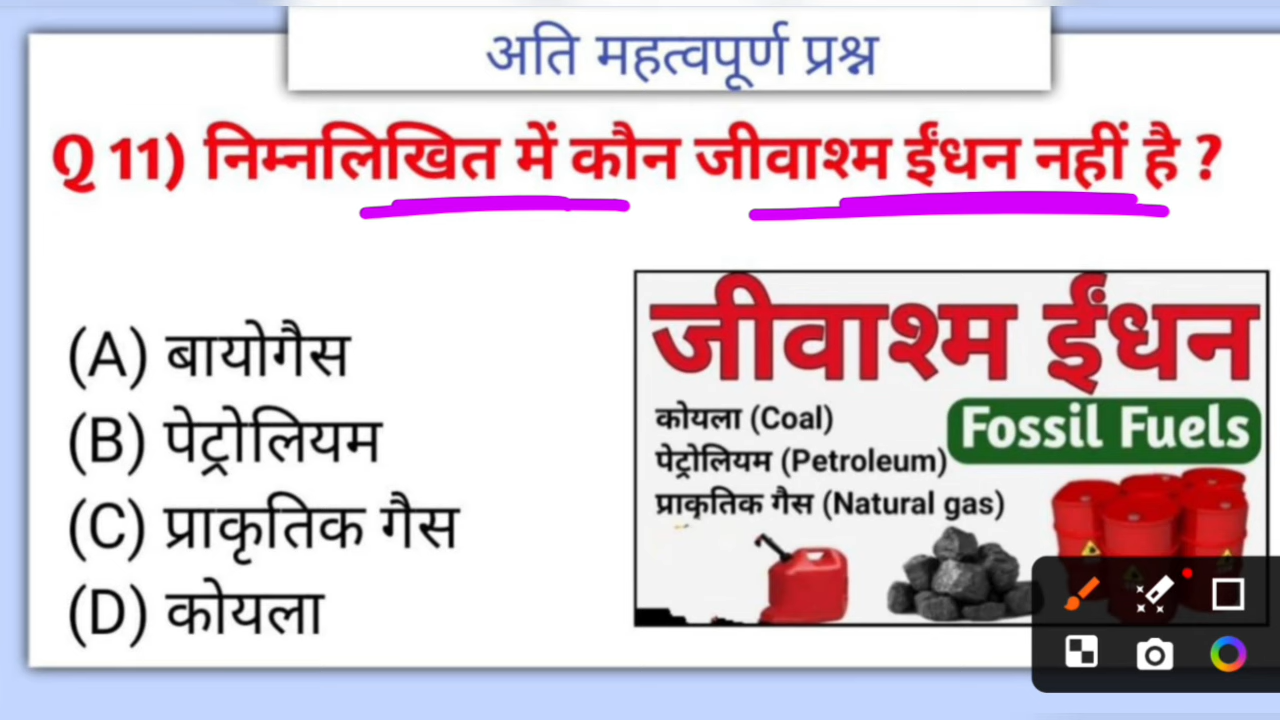 अति महत्वपूर्ण प्रश्न
Q 11) निम्नलिखित में कौन जीवाश्म ईंधन नहीं है ?
(A) बायोगैस
(B) पेट्रोलियम
(C) प्राकृतिक गैस
(D) कोयला
जीवाश्म ईंधन
Fossil Fuels
कोयला (Coal)
पेट्रोलियम (Petroleum)
प्राकृतिक गैस (Natural gas)